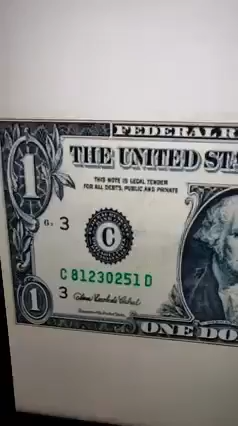 FEDERAL R
1
THE UNITED STA
THIS NOTE IS LEGAL TENDER
FOR ALL DEBTS, PUBLIC AND PRIVATE
3
C
C 81230251 D
3
1
ONE DO